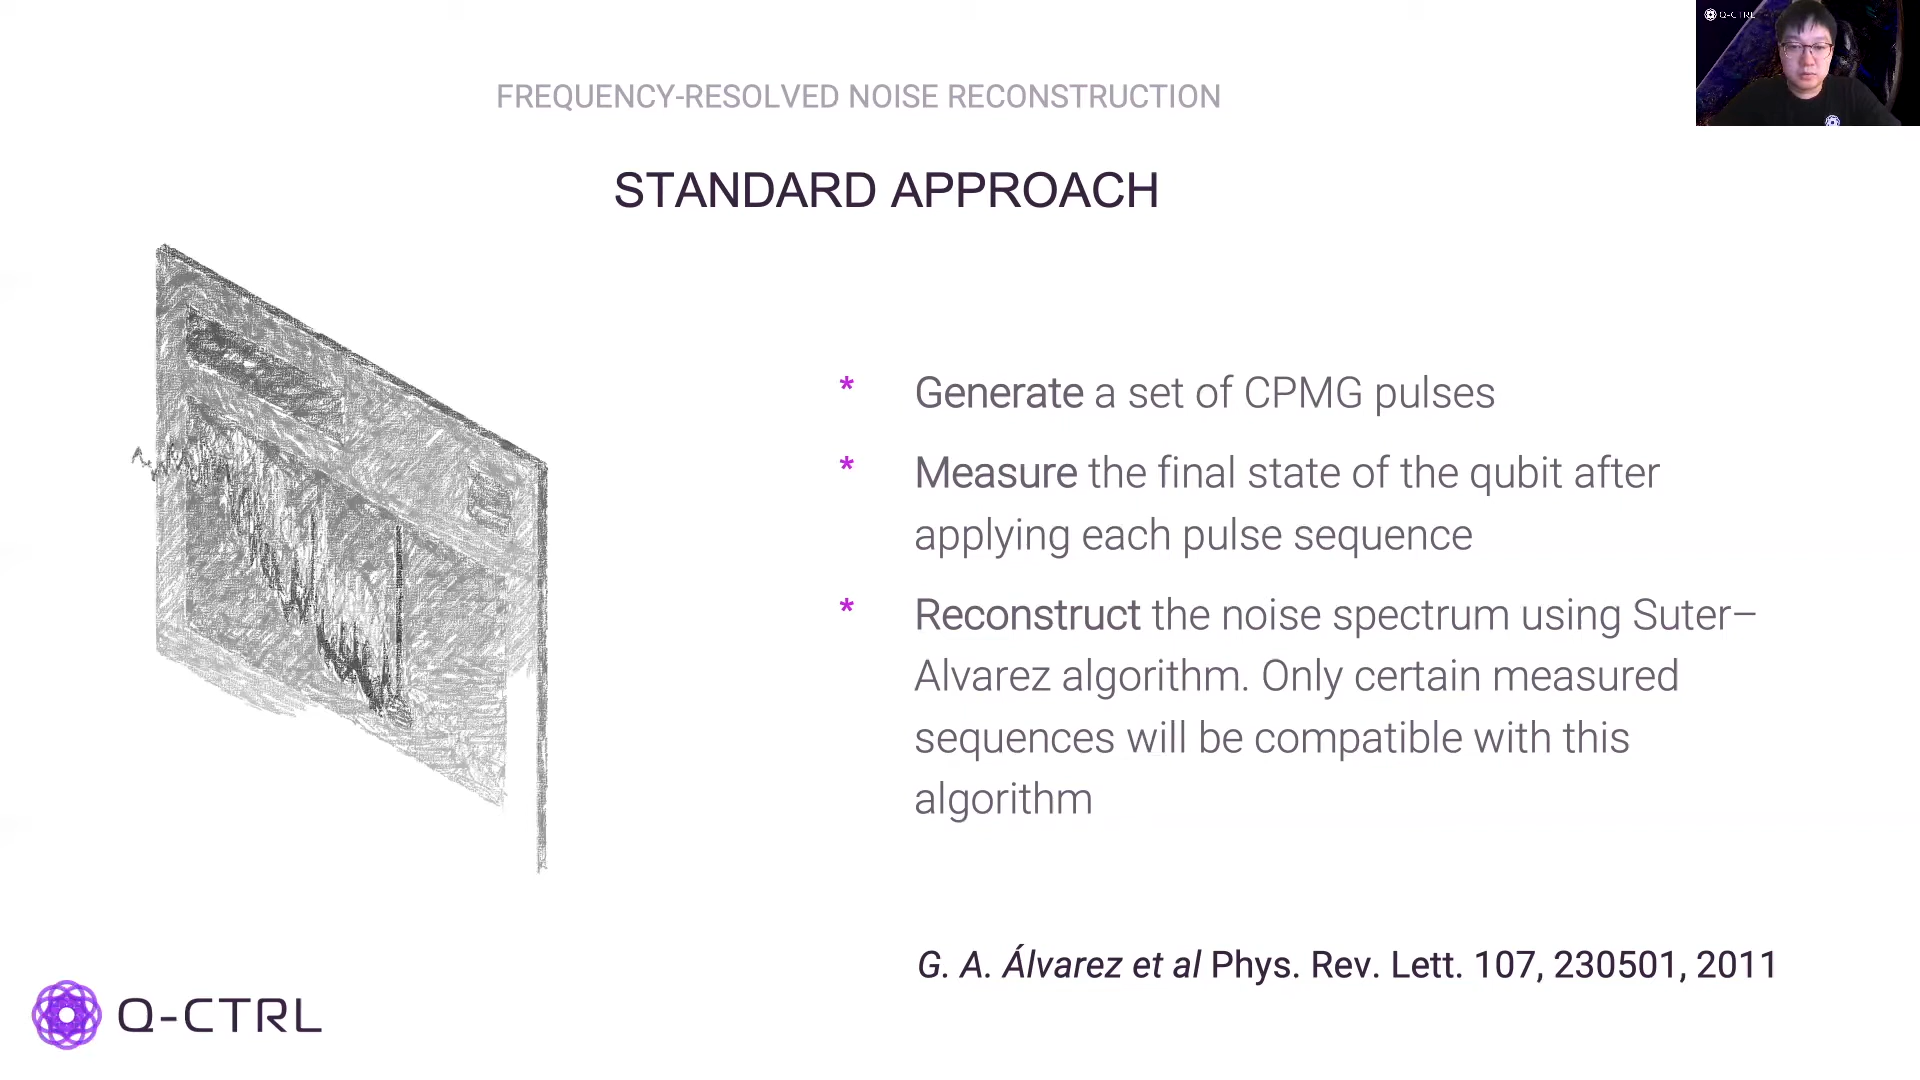 Q-CTRL
FREQUENCY-RESOLVED NOISE RECONSTRUCTION
STANDARD APPROACH
* Generate a set of CPMG pulses
* Measure the final state of the qubit after
applying each pulse sequence
* Reconstruct the noise spectrum using Suter–
Alvarez algorithm. Only certain measured
sequences will be compatible with this
algorithm
G. A. Álvarez et al Phys. Rev. Lett. 107, 230501, 2011
Q-CTRL